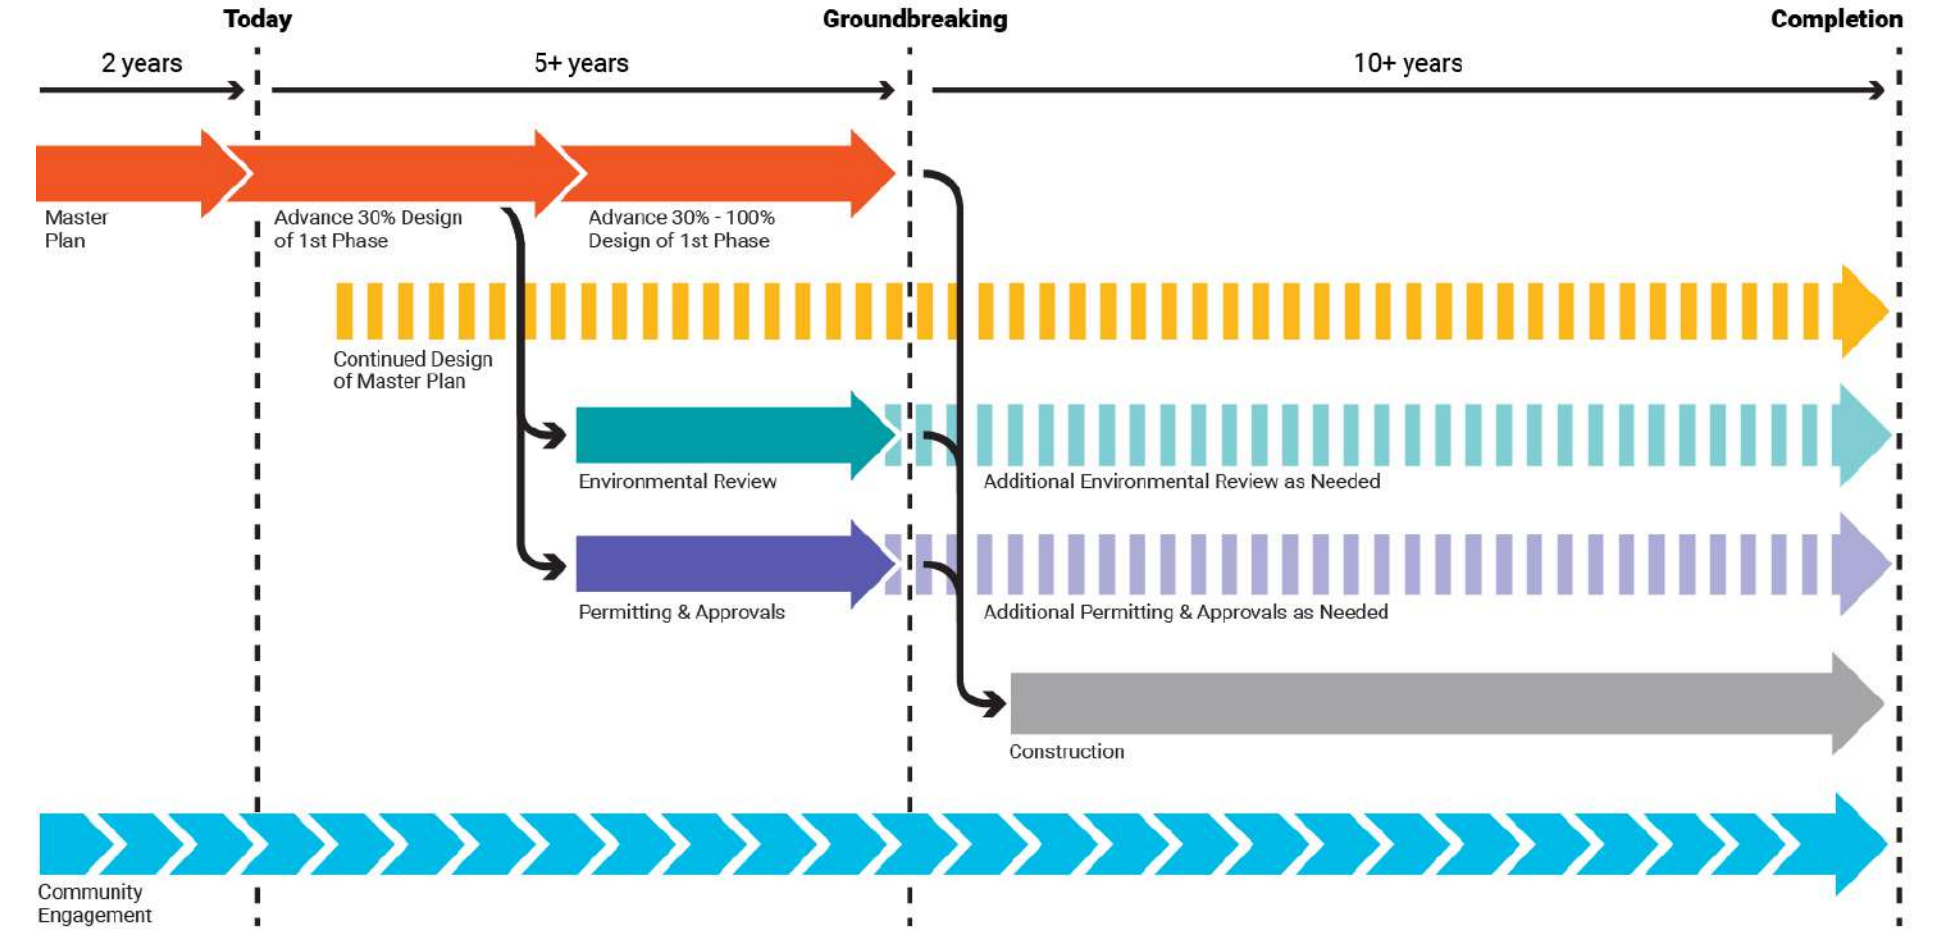 Today
Groundbreaking
Completion
2 years
5+ years
10+ years
Master
Plan
Advance 30% Design
of 1st Phase
Advance 30% - 100%
Design of 1st Phase
Continued Design
of Master Plan
Environmental Review
Additional Environmental Review as Needed
Permitting & Approvals
Additional Permitting & Approvals as Needed
Construction
Community
Engagement